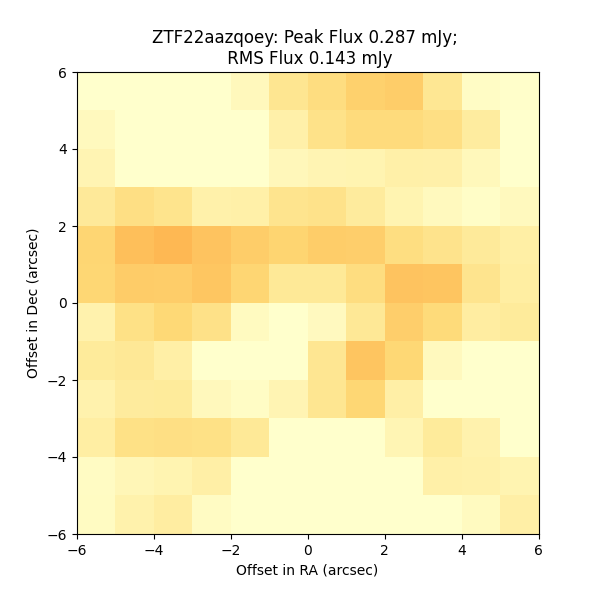 ZTF22aazqoey: Peak Flux 0.287 mJy;
RMS Flux 0.143 mJy
6
4
2
0
−2
−4
−6
Offset in Dec (arcsec)
−6 −4 −2 0 2 4 6
Offset in RA (arcsec)